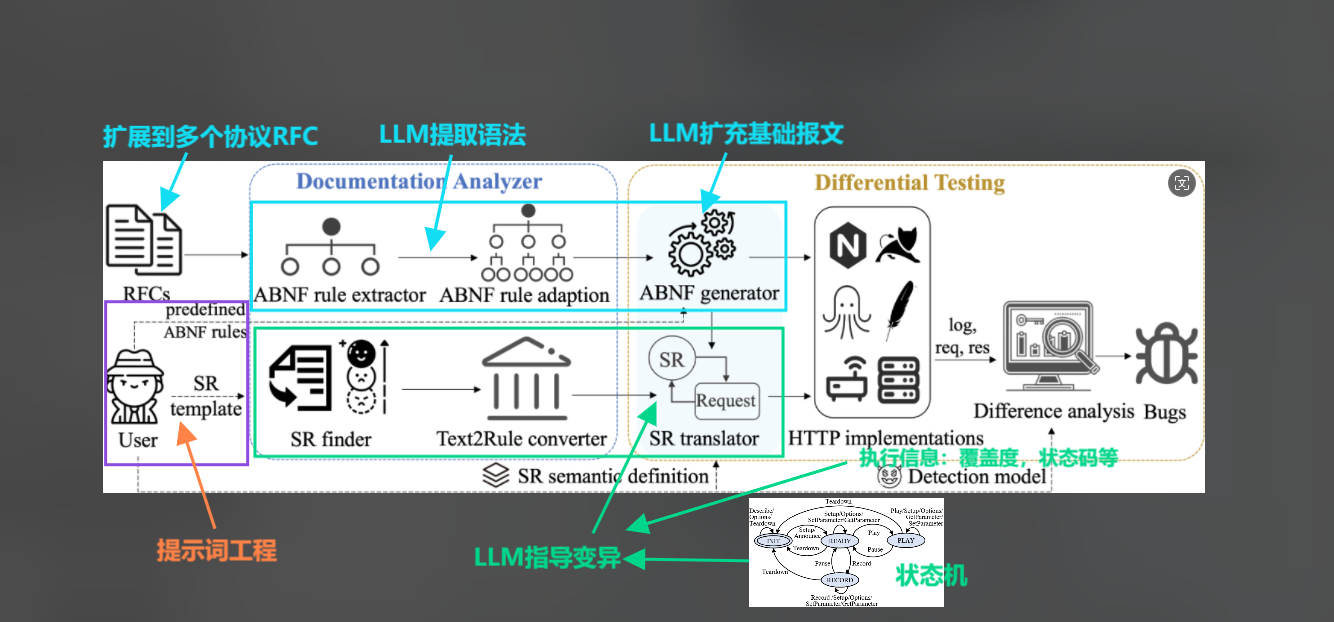 扩展到多个协议RFC
LLM提取语法
LLM扩充基础报文
Documentation Analyzer
Differential Testing
RFCs
ABNF rule extractor
ABNF rule adaption
ABNF generator
predefined
ABNF rules
SR
template
User
SR finder
Text2Rule converter
SR
Request
SR translator
N
HTTP implementations
log,
req, res
Difference analysis
Bugs
SR semantic definition
Detection model
执行信息：覆盖度，状态码等
提示词工程
LLM指导变异
状态机
Teardown
Describe/
Options/
Teardown
Setup/Options/
SetParameter/GetParameter
Play/Setup/Options/
GetParameter/
SetParameter
Setup/
Announce
Play
INIT
READY
PLAY
Teardown
Pause
Pause
Record
Teardown
RECORD
Record/Setup/Options/
SetParameter/GetParameter